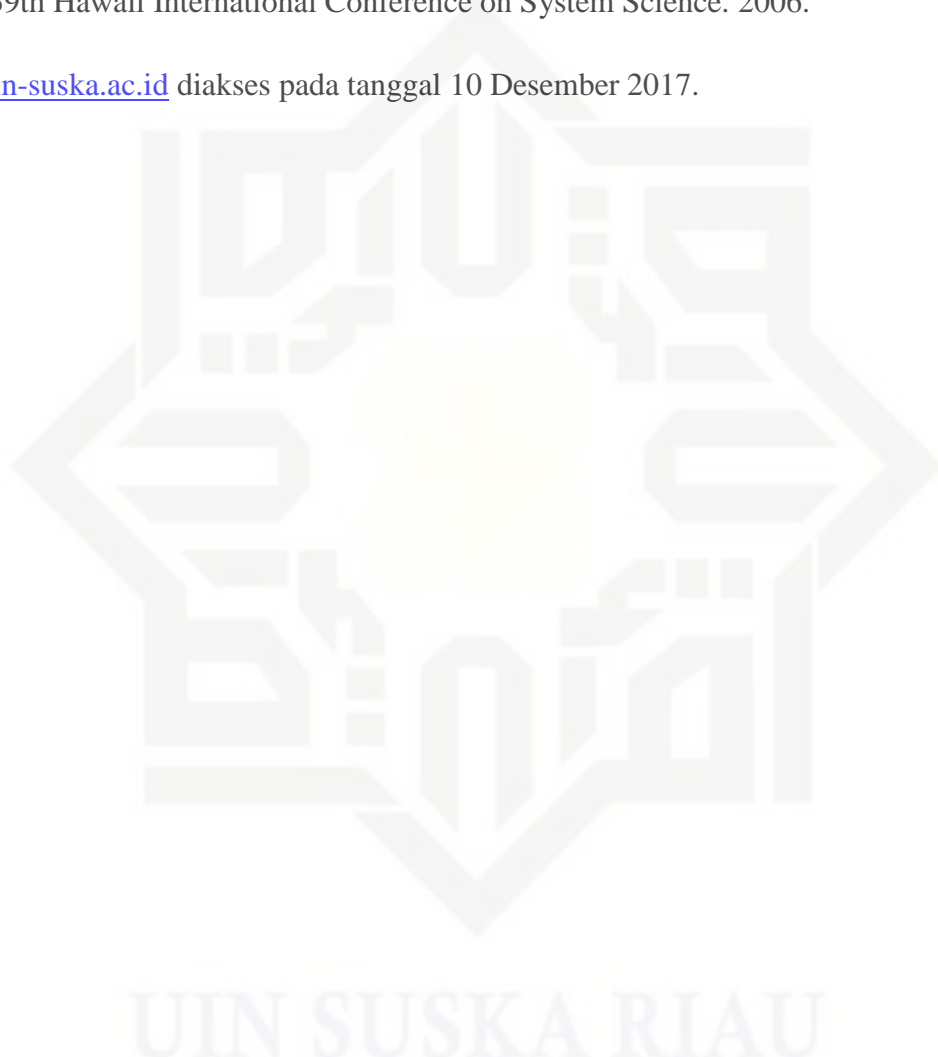 39th Hawaii International Conference on System Science. 2006.
n-suska.ac.id diakses pada tanggal 10 Desember 2017.
UIN SUSKA RIAU